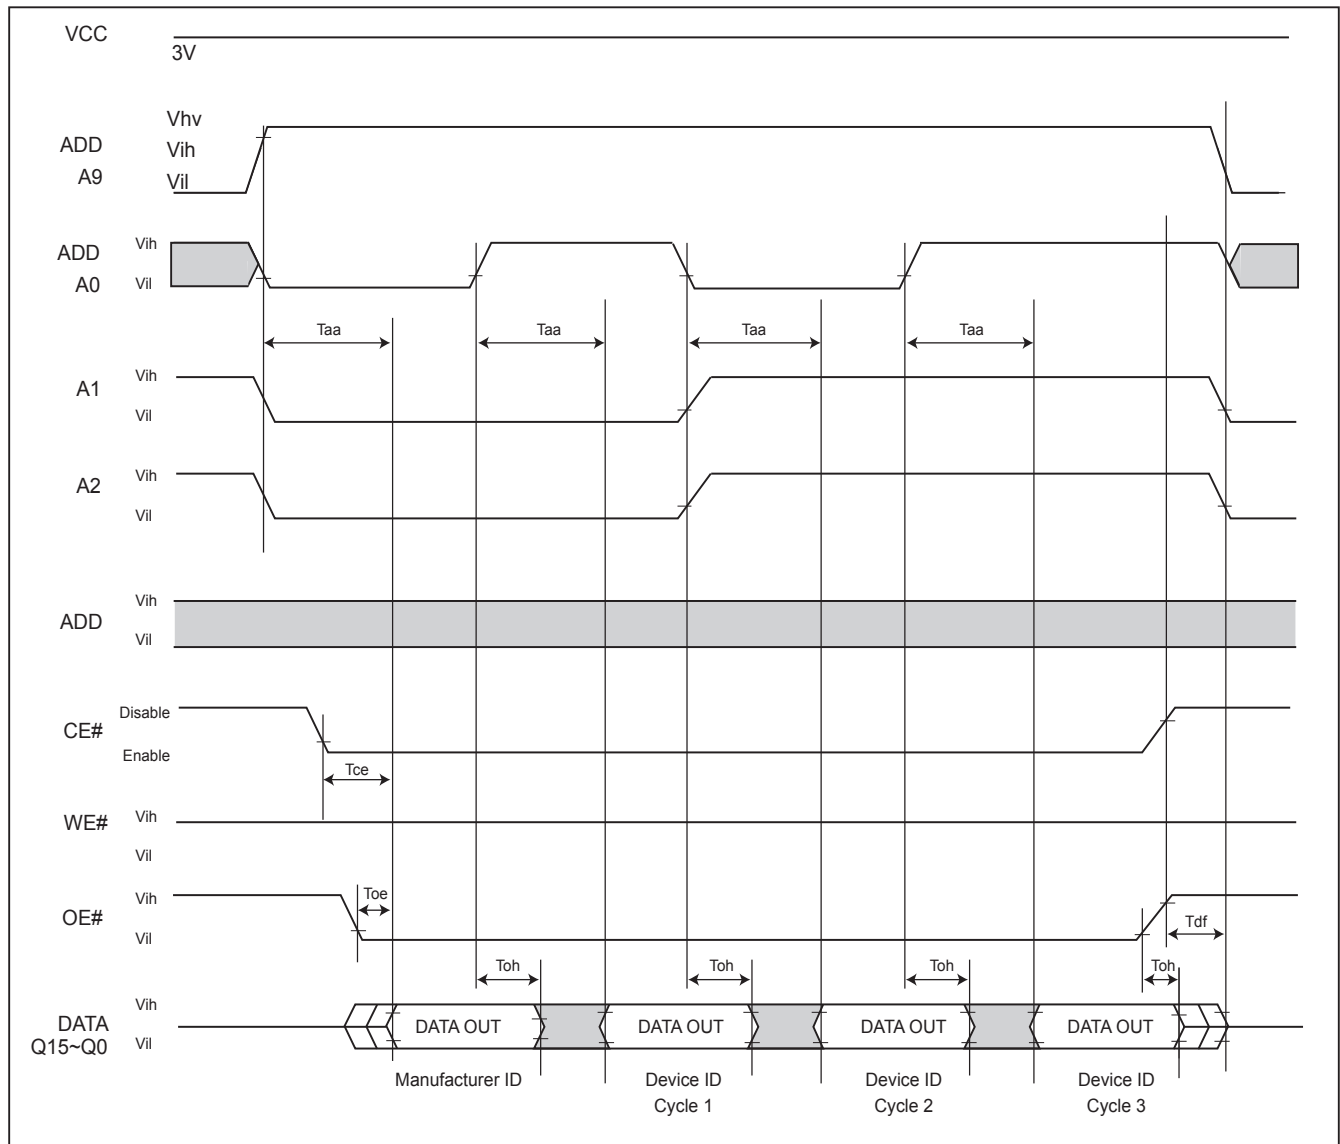 VCC
3V
ADD
A9
Vhv
Vih
Vil
ADD
A0
Vih
Vil
Taa Taa Taa Taa
A1
Vih
Vil
A2
Vih
Vil
ADD
Vih
Vil
CE#
Disable
Enable
Tce
WE#
Vih
Vil
OE#
Vih
Vil
Toe
Tdf
Toh Toh Toh Toh
DATA
Q15~Q0
Vih
Vil
DATA OUT DATA OUT DATA OUT DATA OUT
Manufacturer ID
Device ID
Cycle 1
Device ID
Cycle 2
Device ID
Cycle 3